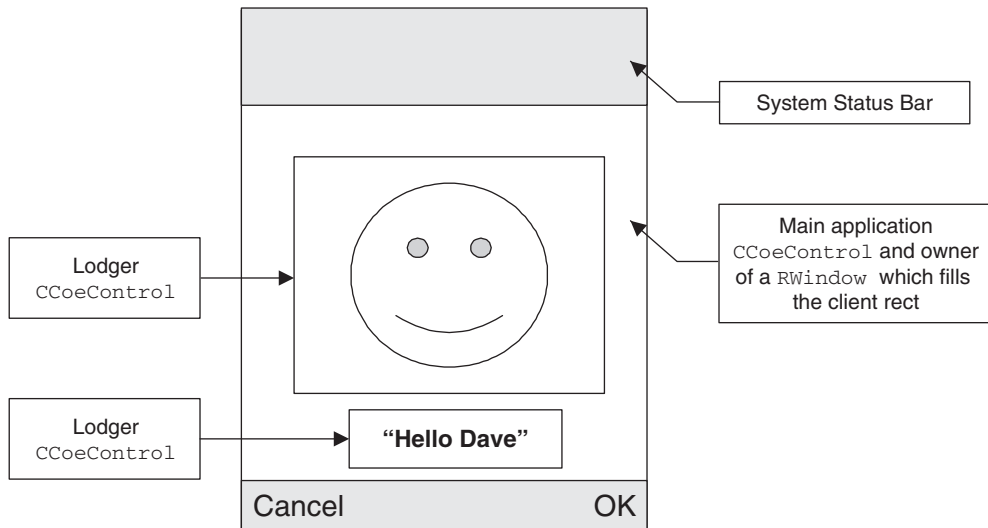 System Status Bar
Main application
CCoeControl and owner
of a RWindow which fills
the client rect
Lodger
CCoeControl
Lodger
CCoeControl
“Hello Dave”
Cancel
OK